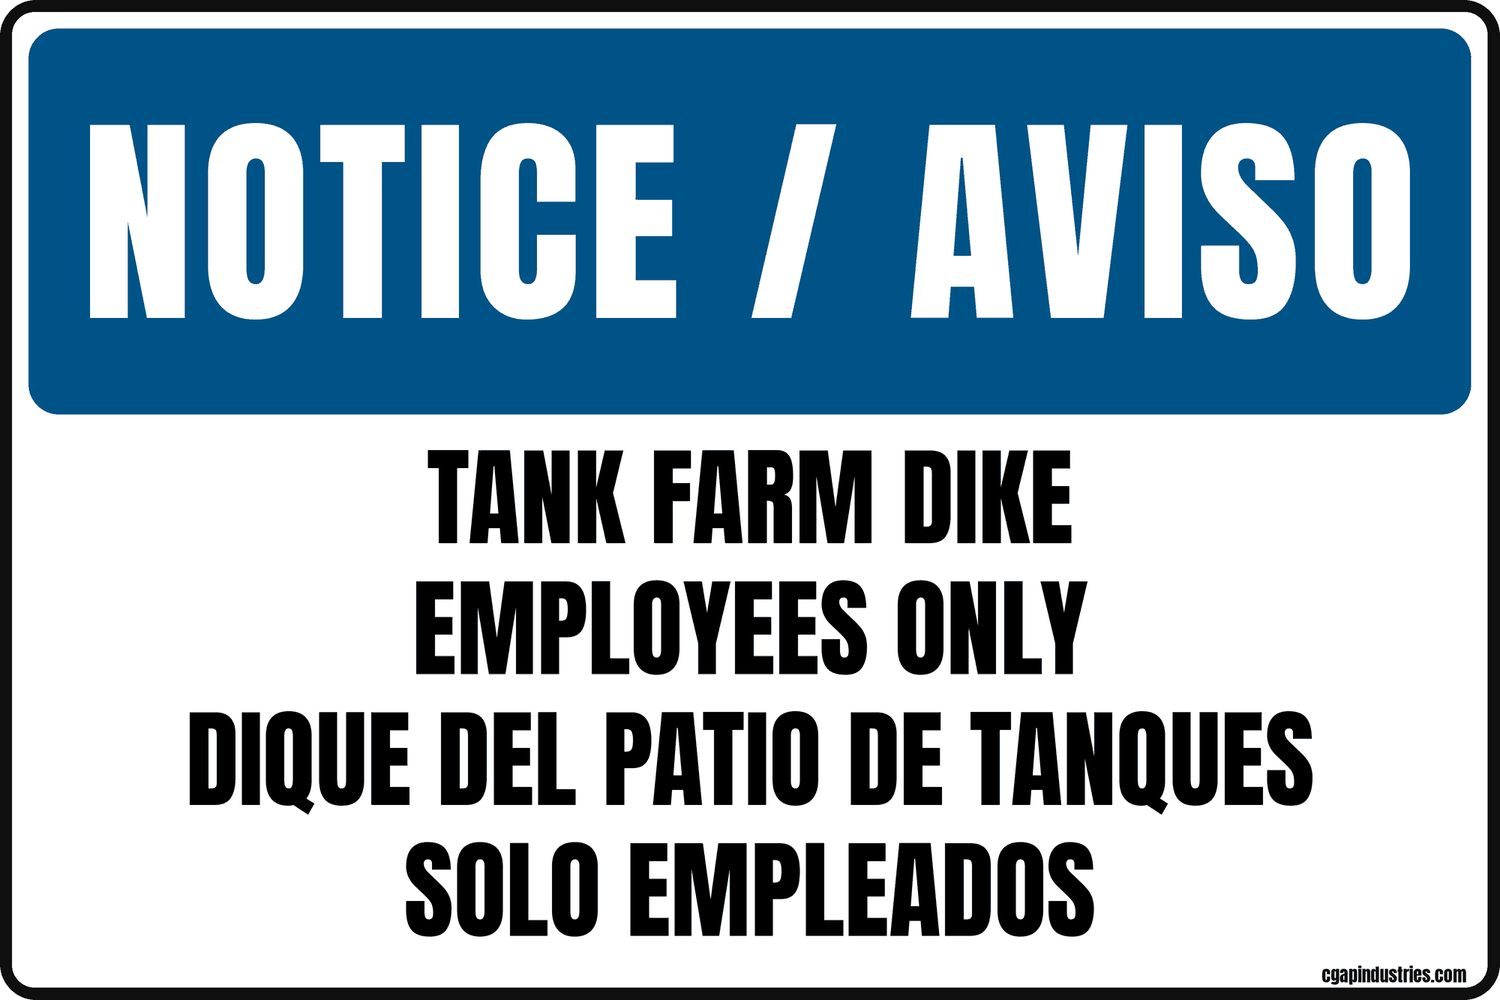 NOTICE / AVISO
TANK FARM DIKE
EMPLOYEES ONLY
DIQUE DEL PATIO DE TANQUES
SOLO EMPLEADOS
cgapindustries.com